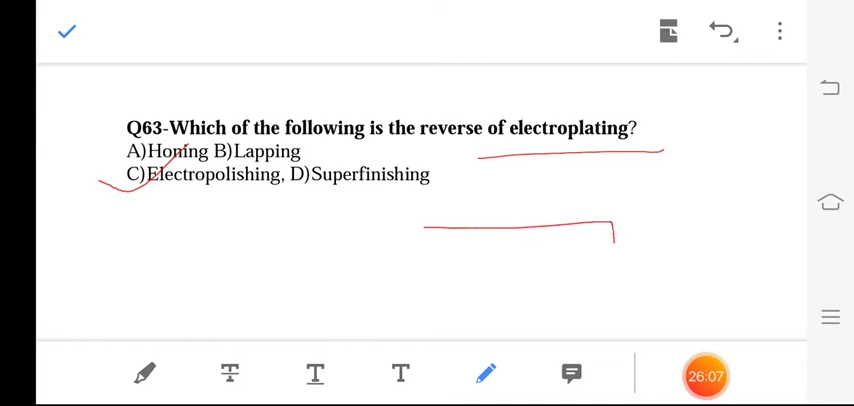 Q63-Which of the following is the reverse of electroplating?
A)Honing B)Lapping
C)Electropolishing, D)Superfinishing
T T T
26:07